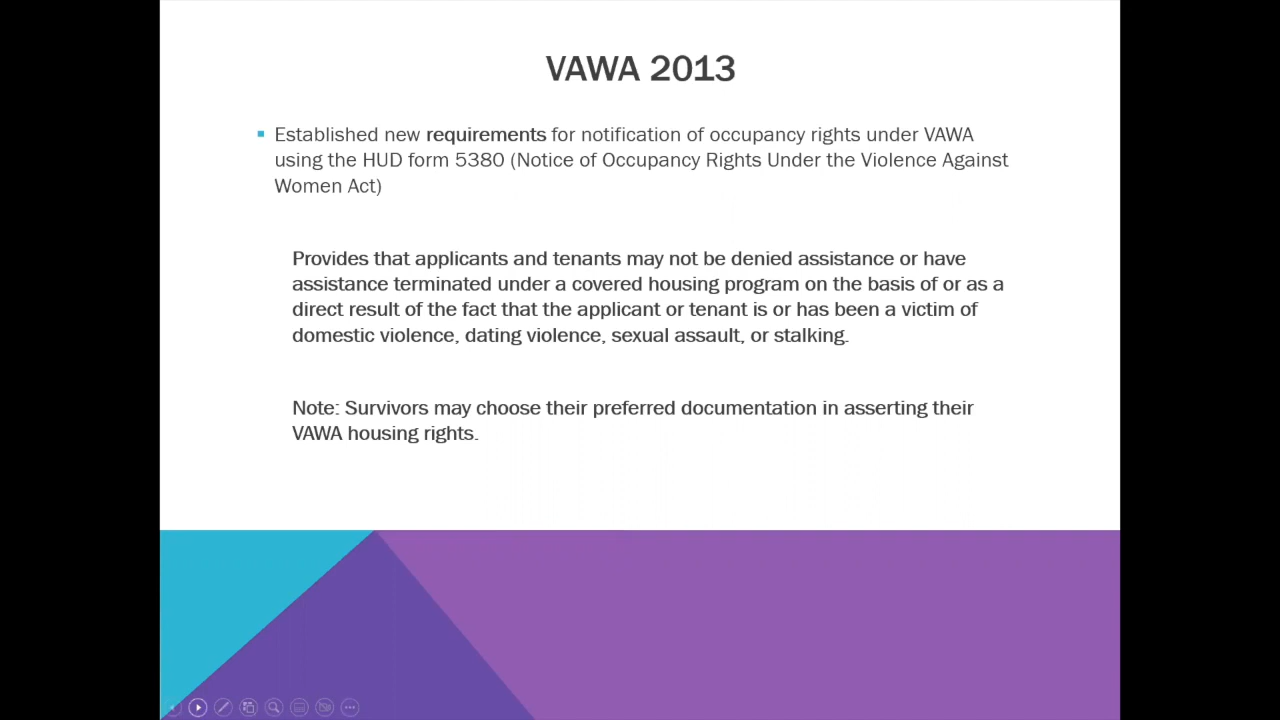 VAWA 2013
Established new requirements for notification of occupancy rights under VAWA
using the HUD form 5380 (Notice of Occupancy Rights Under the Violence Against
Women Act)
Provides that applicants and tenants may not be denied assistance or have
assistance terminated under a covered housing program on the basis of or as a
direct result of the fact that the applicant or tenant is or has been a victim of
domestic violence, dating violence, sexual assault, or stalking.
Note: Survivors may choose their preferred documentation in asserting their
VAWA housing rights.